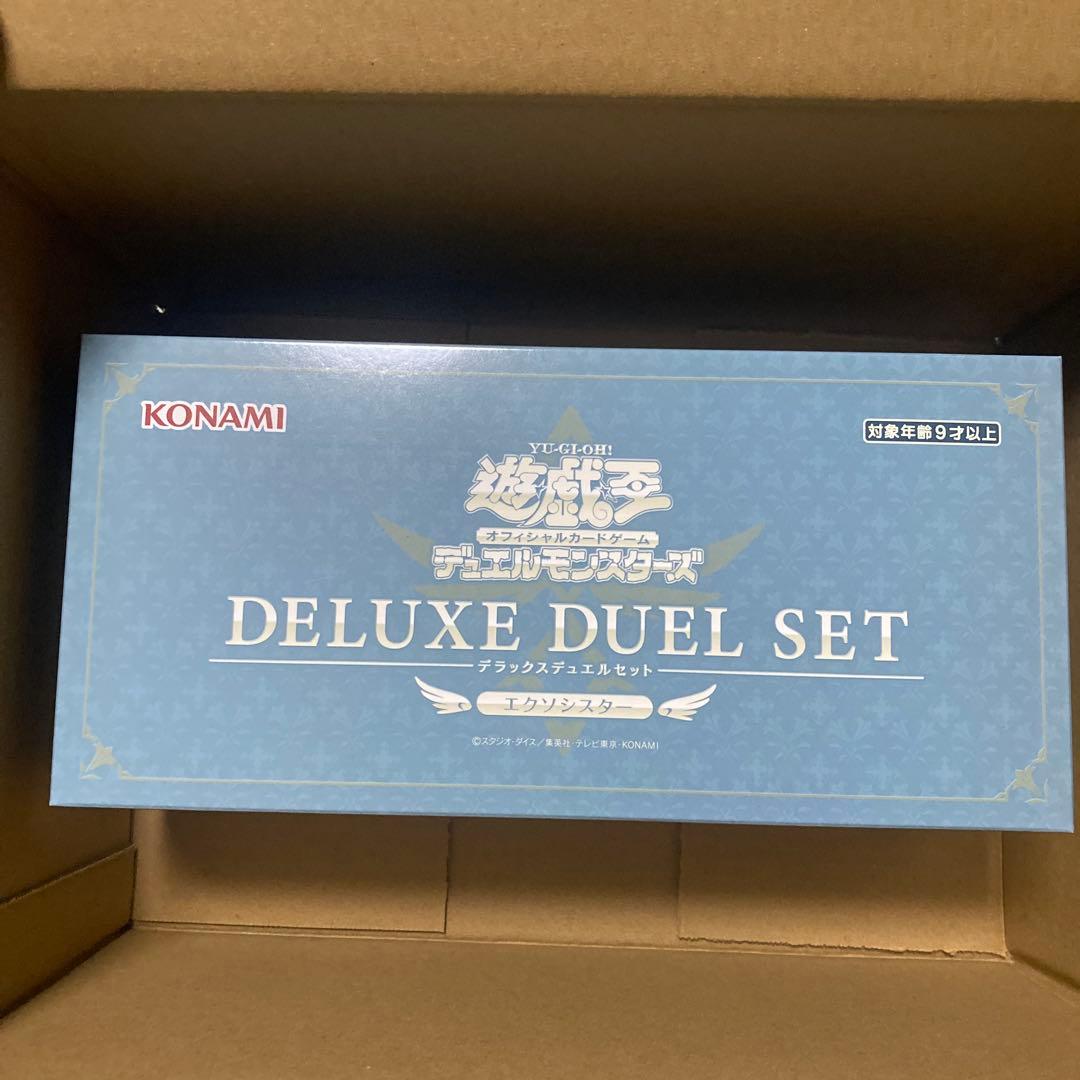 KONAMI
対象年齢9才以上
YU-GI-OH!
遊戯王
オフィシャルカードゲーム
デュエルモンスターズ
DELUXE DUEL SET
デラックスデュエルセット
エクソシスター
©スタジオ・ダイス／集英社・テレビ東京・KONAMI